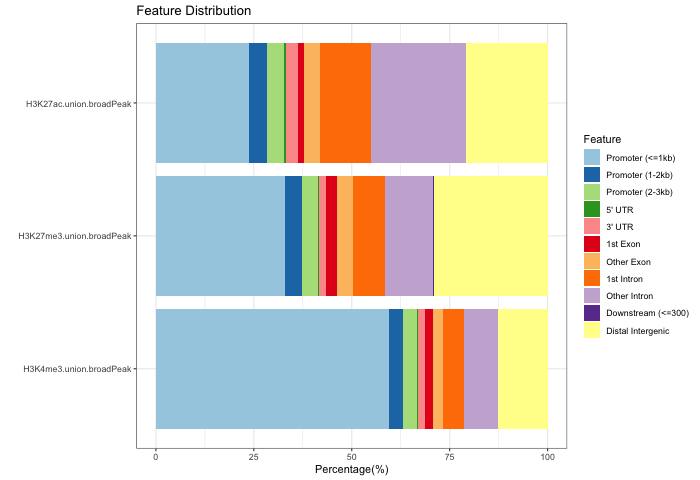 Feature Distribution
H3K27ac.union.broadPeak
H3K27me3.union.broadPeak
H3K4me3.union.broadPeak
0 25 50 75 100
Percentage(%)
Feature
Promoter (<=1kb)
Promoter (1-2kb)
Promoter (2-3kb)
5' UTR
3' UTR
1st Exon
Other Exon
1st Intron
Other Intron
Downstream (<=300)
Distal Intergenic